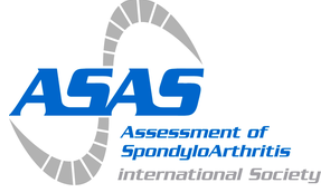 ASAS
Assessment of
SpondyloArthritis
international Society